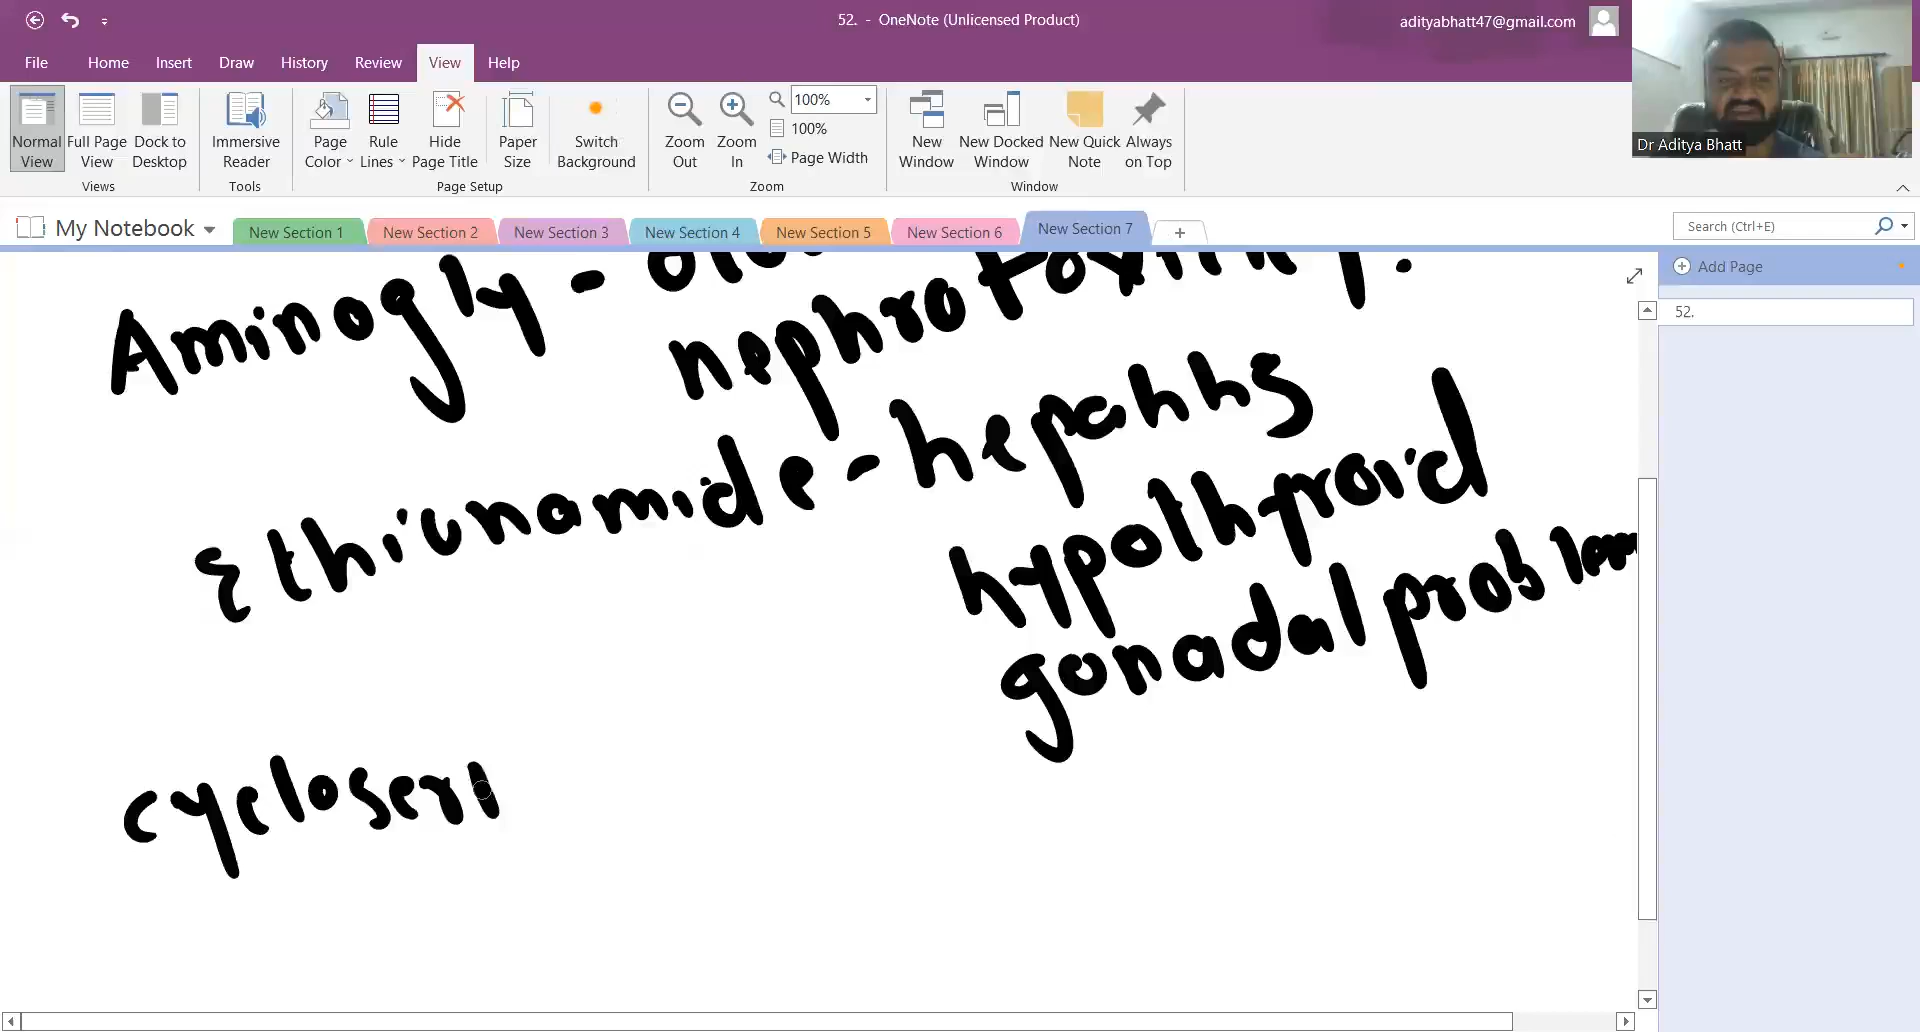 52. - OneNote (Unlicensed Product)
adityabhatt47@gmail.com
File Home Insert Draw History Review View Help
Normal View
Full Page View
Dock to Desktop
Immersive Reader
Page Color
Rule Lines
Hide Page Title
Paper Size
Switch Background
Zoom Out
Zoom In
100%
100%
Page Width
New Window
New Docked Window
New Quick Note
Always on Top
Views Tools Page Setup Zoom Window
Dr Aditya Bhatt
My Notebook New Section 1 New Section 2 New Section 3 New Section 4 New Section 5 New Section 6 New Section 7
Search (Ctrl+E)
Add Page
52.
Aminogly -
nephrotoxicity.
Ethionamide - hepatitis
hypothyroid
gonadal problem
cycloseri